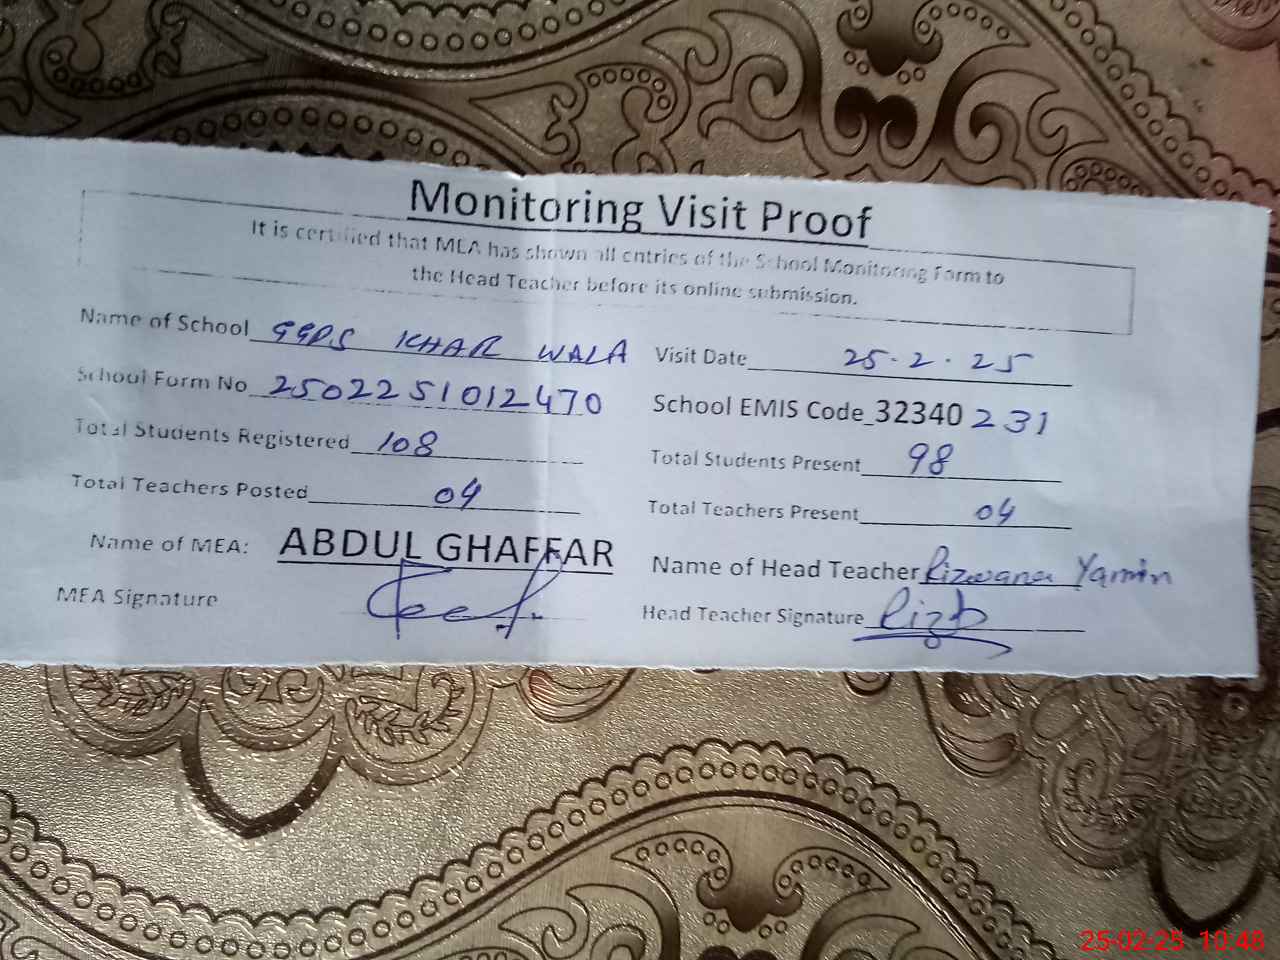 Monitoring Visit Proof
It is certified that MEA has shown all entries of the School Monitoring Form to
the Head Teacher before its online submission.
Name of School GGPS KHAR WALA Visit Date 25-2-25
School Form No 2502251012470 School EMIS Code_32340 231
Total Students Registered 108 Total Students Present 98
Total Teachers Posted 04 Total Teachers Present 04
Name of MEA: ABDUL GHAFFAR Name of Head Teacher Rizwana Yamin
MEA Signature Head Teacher Signature
25-02-25 10:48